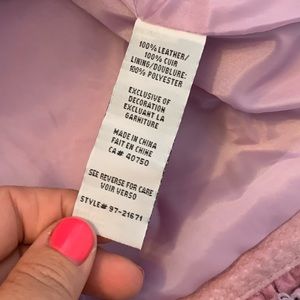 100% LEATHER/
100% CUIR
LINING/DOUBLURE:
100% POLYESTER
EXCLUSIVE OF
DECORATION
EXCLUANT LA
GARNITURE
MADE IN CHINA
FAIT EN CHINE
CA# 40750
SEE REVERSE FOR CARE
VOIR VERSO
STYLE# 97-21671